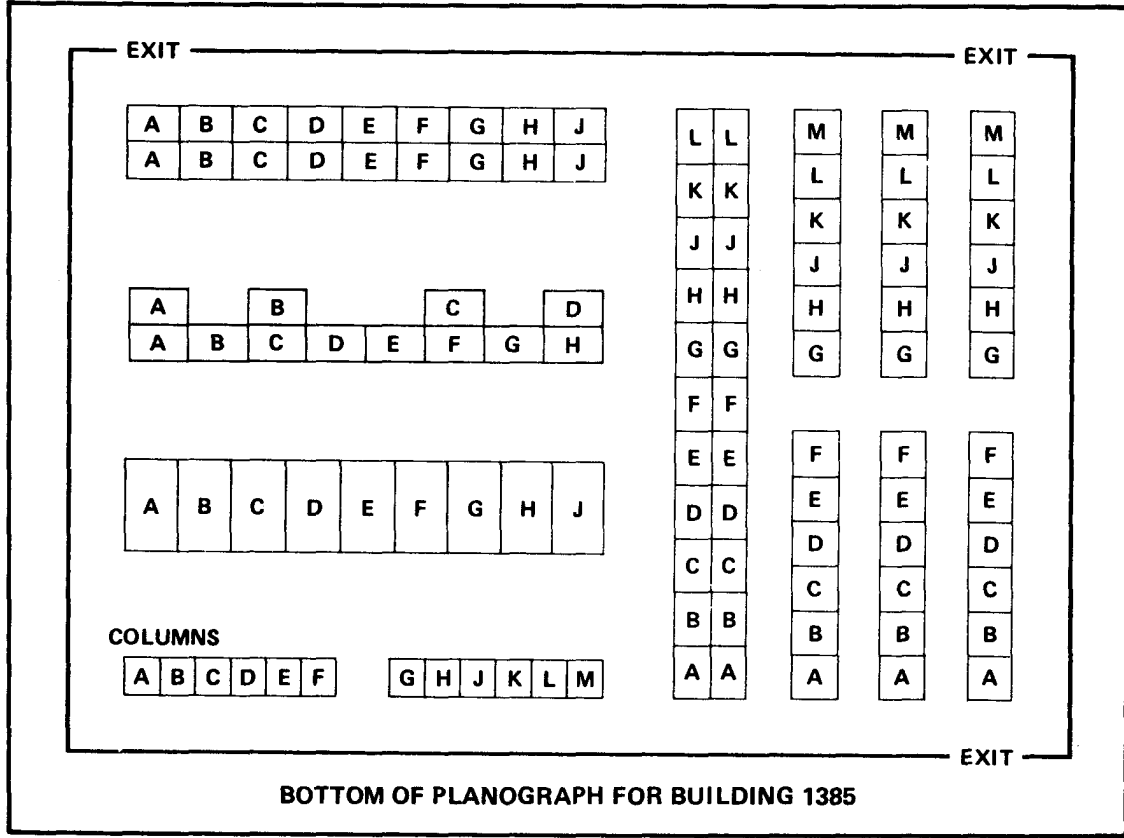 EXIT
EXIT
A B C D E F G H J
A B C D E F G H J
A B C D
A B C D E F G H
A B C D E F G H J
COLUMNS
A B C D E F
G H J K L M
L L
K K
J J
H H
G G
F F
E E
D D
C C
B B
A A
M M M
L L L
K K K
J J J
H H H
G G G
F F F
E E E
D D D
C C C
B B B
A A A
EXIT
BOTTOM OF PLANOGRAPH FOR BUILDING 1385